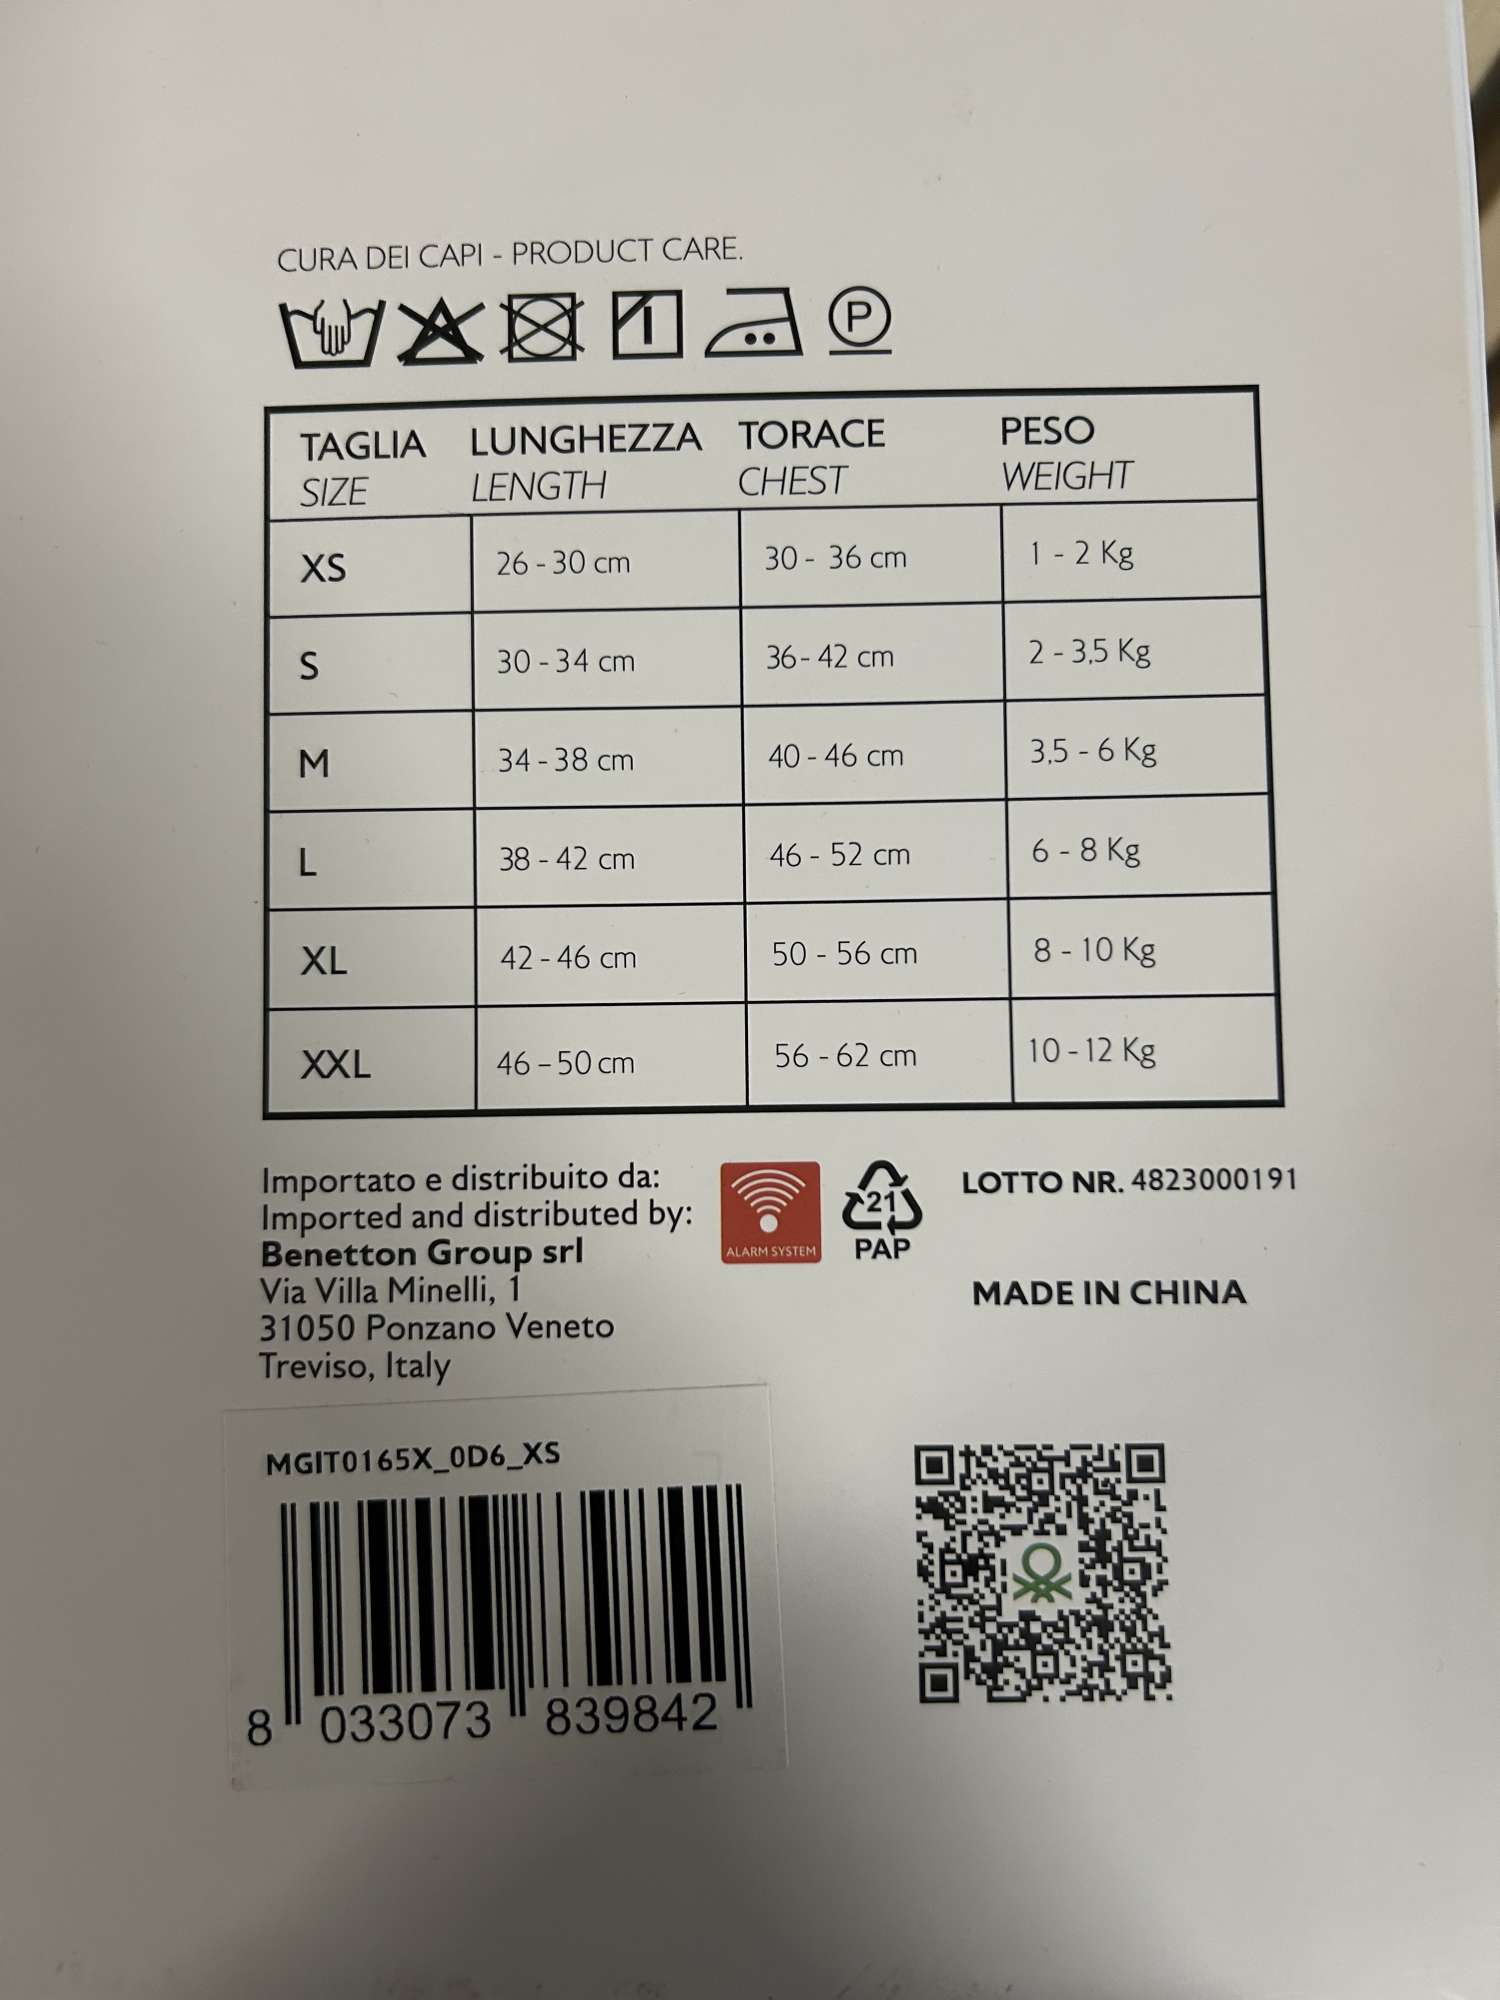 CURA DEI CAPI - PRODUCT CARE.
P
TAGLIA LUNGHEZZA TORACE PESO
SIZE LENGTH CHEST WEIGHT
XS 26 - 30 cm 30 - 36 cm 1 - 2 Kg
S 30 - 34 cm 36- 42 cm 2 - 3,5 Kg
M 34 - 38 cm 40 - 46 cm 3,5 - 6 Kg
L 38 - 42 cm 46 - 52 cm 6 - 8 Kg
XL 42 - 46 cm 50 - 56 cm 8 - 10 Kg
XXL 46 – 50 cm 56 - 62 cm 10 - 12 Kg
Importato e distribuito da:
Imported and distributed by:
Benetton Group srl
Via Villa Minelli, 1
31050 Ponzano Veneto
Treviso, Italy
ALARM SYSTEM
21
PAP
LOTTO NR. 4823000191
MADE IN CHINA
MGIT0165X_0D6_XS
8 033073 839842